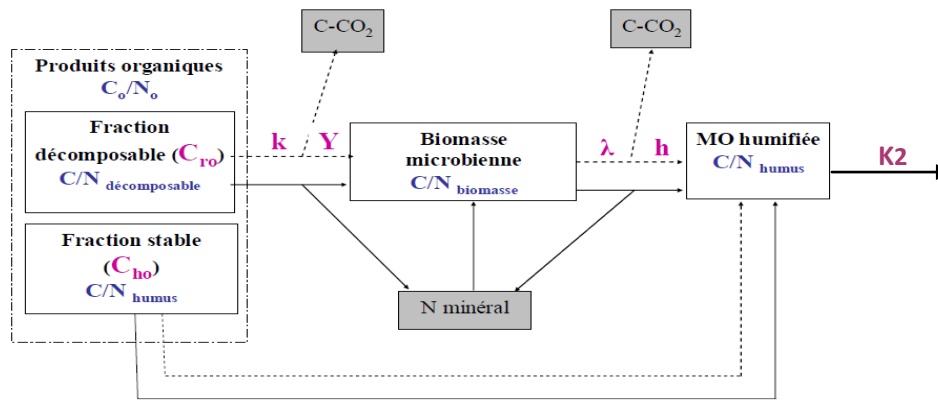 C-CO₂
C-CO₂
Produits organiques
Cₒ/Nₒ
Fraction
décomposable (Cᵣₒ)
C/N décomposable
k Y
Biomasse
microbienne
C/N biomasse
λ h
MO humifiée
C/N humus
K2
Fraction stable
(Cₕₒ)
C/N humus
N minéral